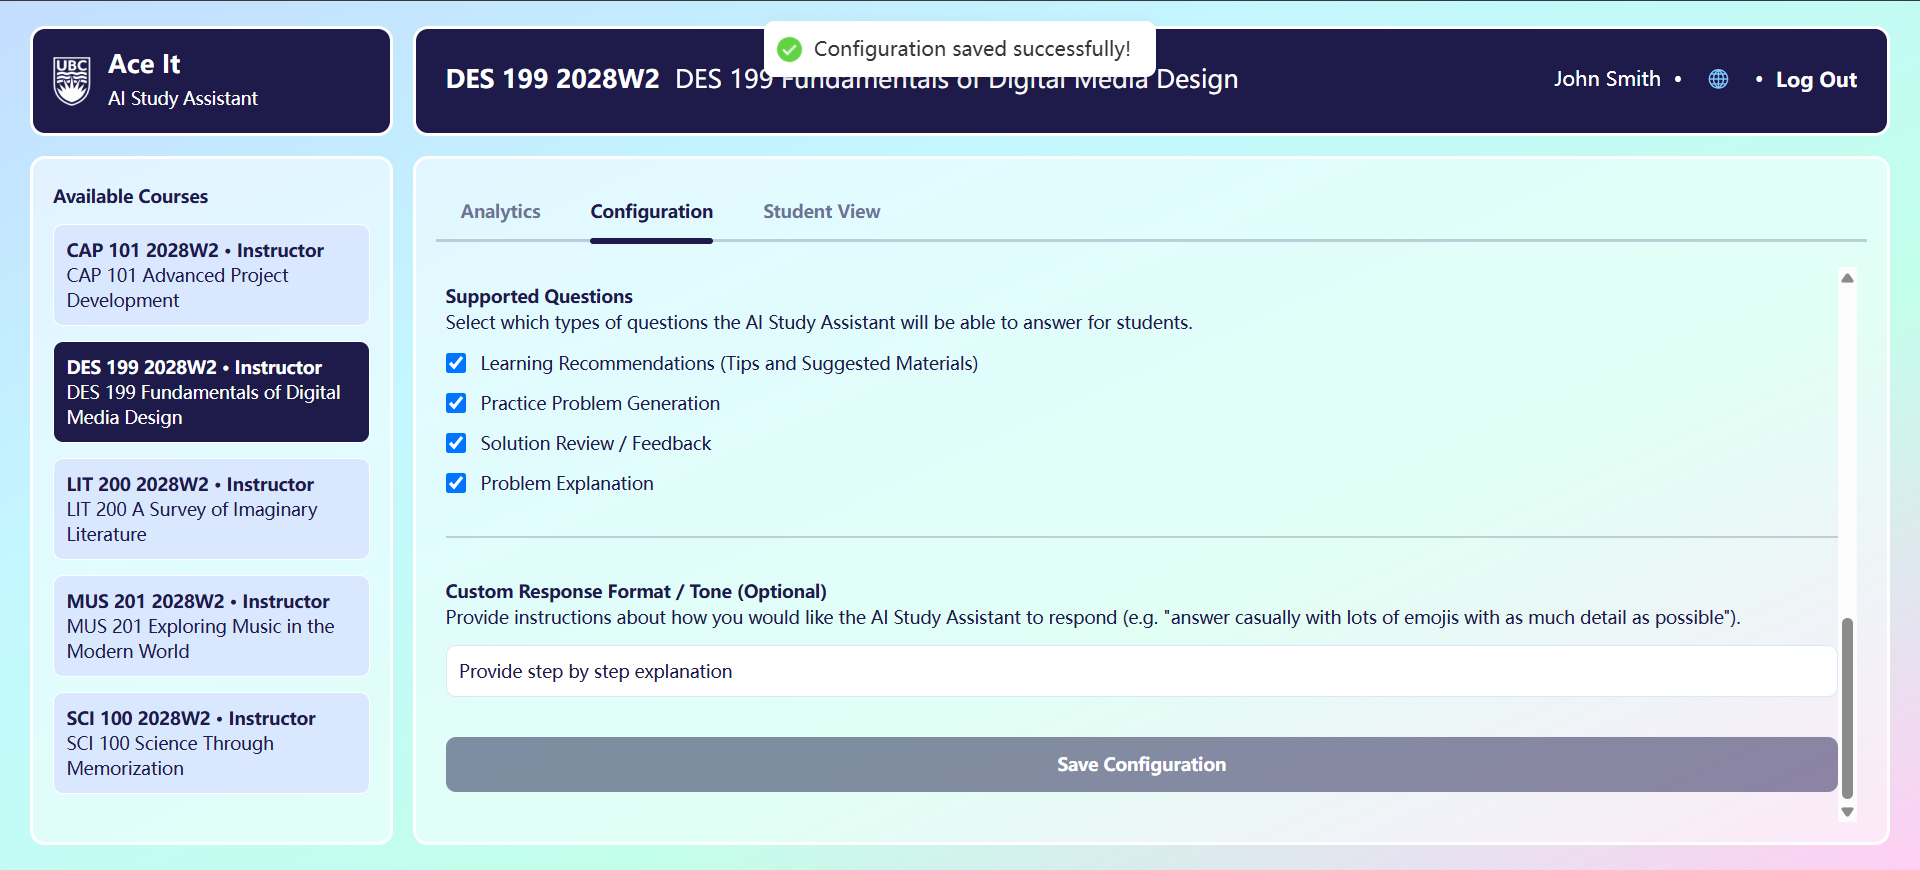 UBC
Ace It
AI Study Assistant
Configuration saved successfully!
DES 199 2028W2 DES 199 Fundamentals of Digital Media Design
John Smith • • Log Out
Available Courses
CAP 101 2028W2 • Instructor
CAP 101 Advanced Project
Development
DES 199 2028W2 • Instructor
DES 199 Fundamentals of Digital
Media Design
LIT 200 2028W2 • Instructor
LIT 200 A Survey of Imaginary
Literature
MUS 201 2028W2 • Instructor
MUS 201 Exploring Music in the
Modern World
SCI 100 2028W2 • Instructor
SCI 100 Science Through
Memorization
Analytics Configuration Student View
Supported Questions
Select which types of questions the AI Study Assistant will be able to answer for students.
Learning Recommendations (Tips and Suggested Materials)
Practice Problem Generation
Solution Review / Feedback
Problem Explanation
Custom Response Format / Tone (Optional)
Provide instructions about how you would like the AI Study Assistant to respond (e.g. "answer casually with lots of emojis with as much detail as possible").
Provide step by step explanation
Save Configuration